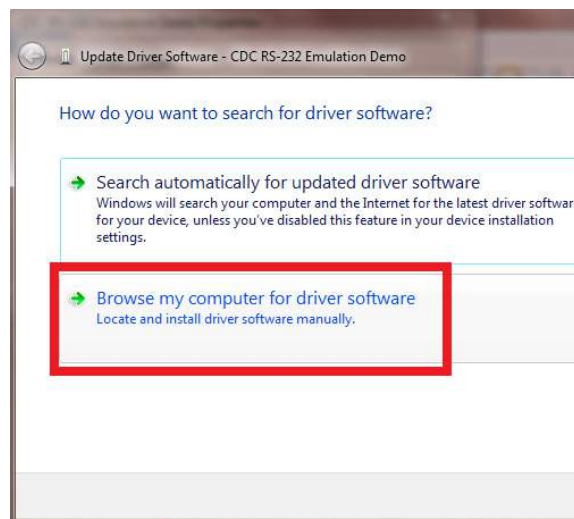 Update Driver Software - CDC RS-232 Emulation Demo
How do you want to search for driver software?
Search automatically for updated driver software
Windows will search your computer and the Internet for the latest driver softwar
for your device, unless you've disabled this feature in your device installation
settings.
Browse my computer for driver software
Locate and install driver software manually.